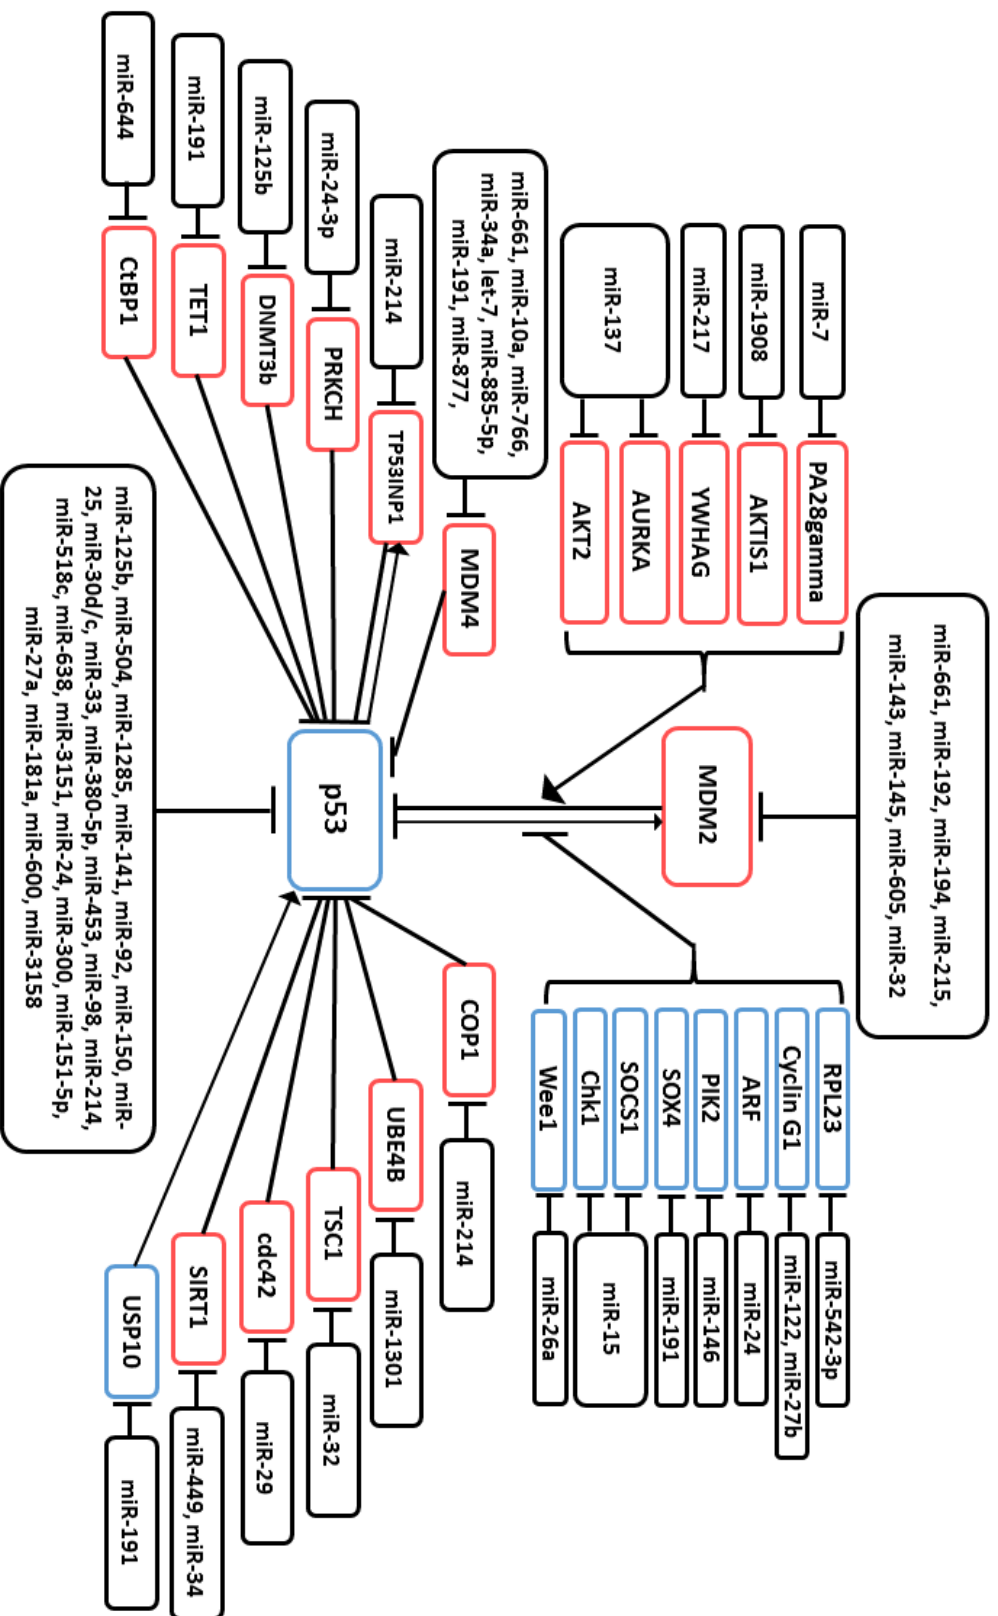 miR-661, miR-192, miR-194, miR-215,
miR-143, miR-145, miR-605, miR-32
miR-7
PA28gamma
miR-1908
AKTIS1
miR-217
YWHAG
miR-137
AURKA
AKT2
MDM2
RPL23
miR-542-3p
Cyclin G1
miR-122, miR-27b
ARF
miR-24
PIK2
miR-146
SOX4
miR-191
SOCS1
Chk1
miR-15
Wee1
miR-26a
miR-661, miR-10a, miR-766,
miR-34a, let-7, miR-885-5p,
miR-191, miR-877,
MDM4
COP1
miR-214
miR-214
TP53INP1
UBE4B
miR-1301
miR-24-3p
PRKCH
p53
TSC1
miR-32
miR-125b
DNMT3b
cdc42
miR-29
miR-191
TET1
SIRT1
miR-449, miR-34
miR-644
CtBP1
USP10
miR-191
miR-125b, miR-504, miR-1285, miR-141, miR-92, miR-150, miR-
25, miR-30d/c, miR-33, miR-380-5p, miR-453, miR-98, miR-214,
miR-518c, miR-638, miR-3151, miR-24, miR-300, miR-151-5p,
miR-27a, miR-181a, miR-600, miR-3158